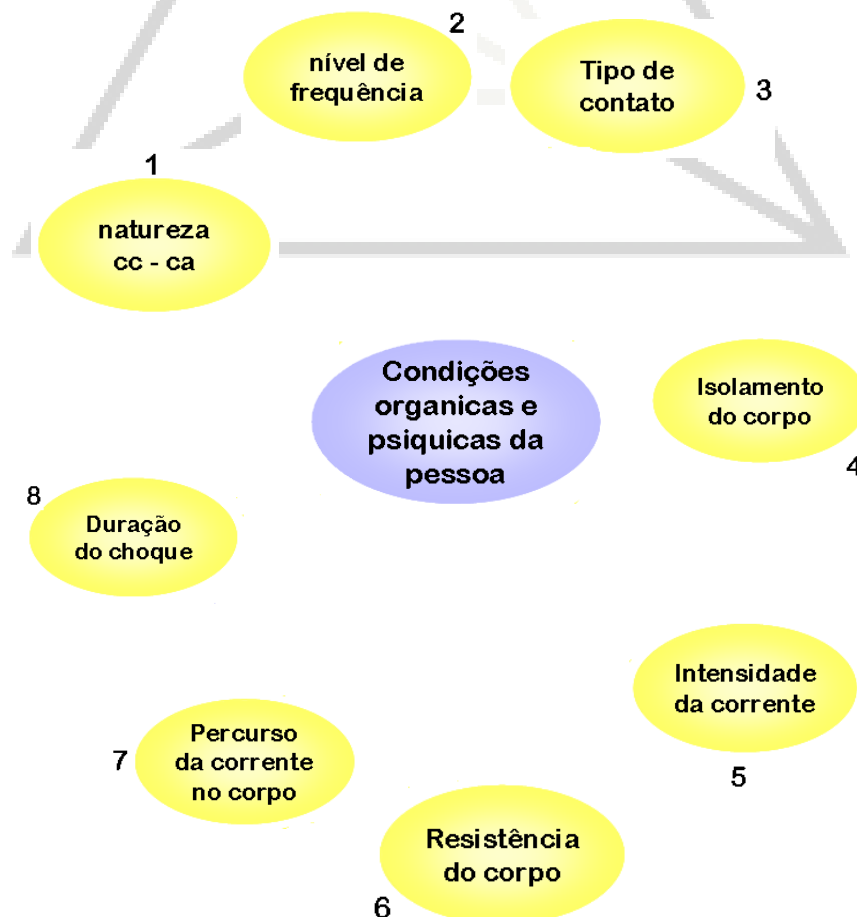 1
natureza
cc - ca
2
nível de
frequência
3
Tipo de
contato
4
Isolamento
do corpo
5
Intensidade
da corrente
6
Resistência
do corpo
7
Percurso
da corrente
no corpo
8
Duração
do choque
Condições
organicas e
psiquicas da
pessoa